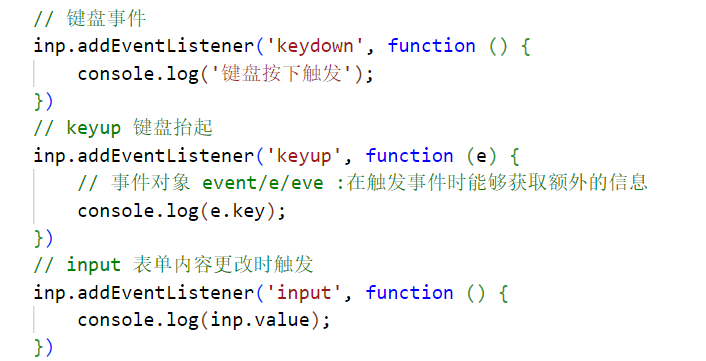 // 键盘事件
inp.addEventListener('keydown', function () {
    console.log('键盘按下触发');
})
// keyup 键盘抬起
inp.addEventListener('keyup', function (e) {
    // 事件对象 event/e/eve :在触发事件时能够获取额外的信息
    console.log(e.key);
})
// input 表单内容更改时触发
inp.addEventListener('input', function () {
    console.log(inp.value);
})